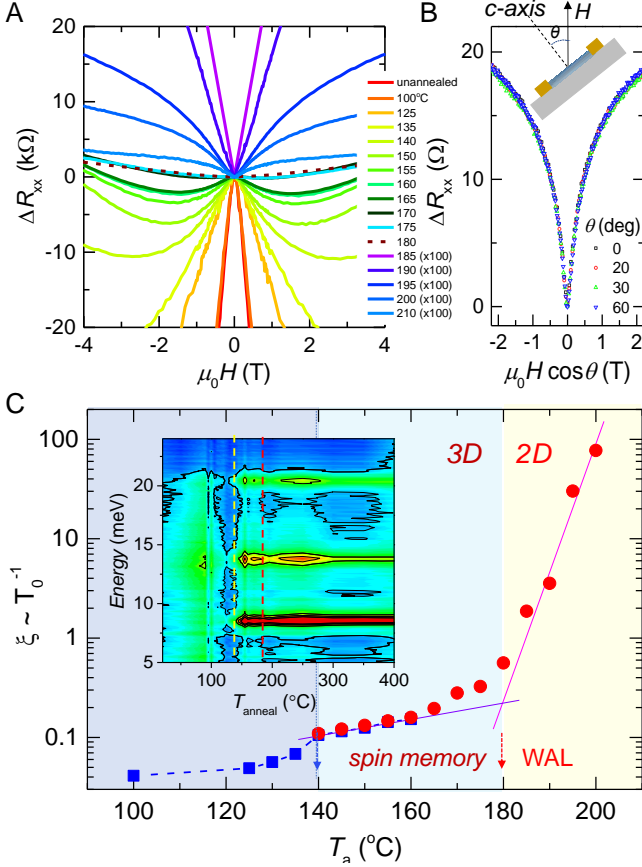 A
20
10
0
-10
-20
ΔRxx (kΩ)
-4
-2
0
2
4
μ0H (T)
unannealed
100°C
125
135
140
150
155
160
165
170
175
180
185 (x100)
190 (x100)
195 (x100)
200 (x100)
210 (x100)
B
c-axis
H
θ
20
10
0
ΔRxx (Ω)
θ (deg)
0
20
30
60
-2
-1
0
1
2
μ0H cosθ (T)
C
100
10
1
0.1
ξ ~ T0-1
3D
2D
20
15
10
5
Energy (meV)
100
200
300
400
Tanneal (°C)
spin memory
WAL
100
120
140
160
180
200
Ta (°C)